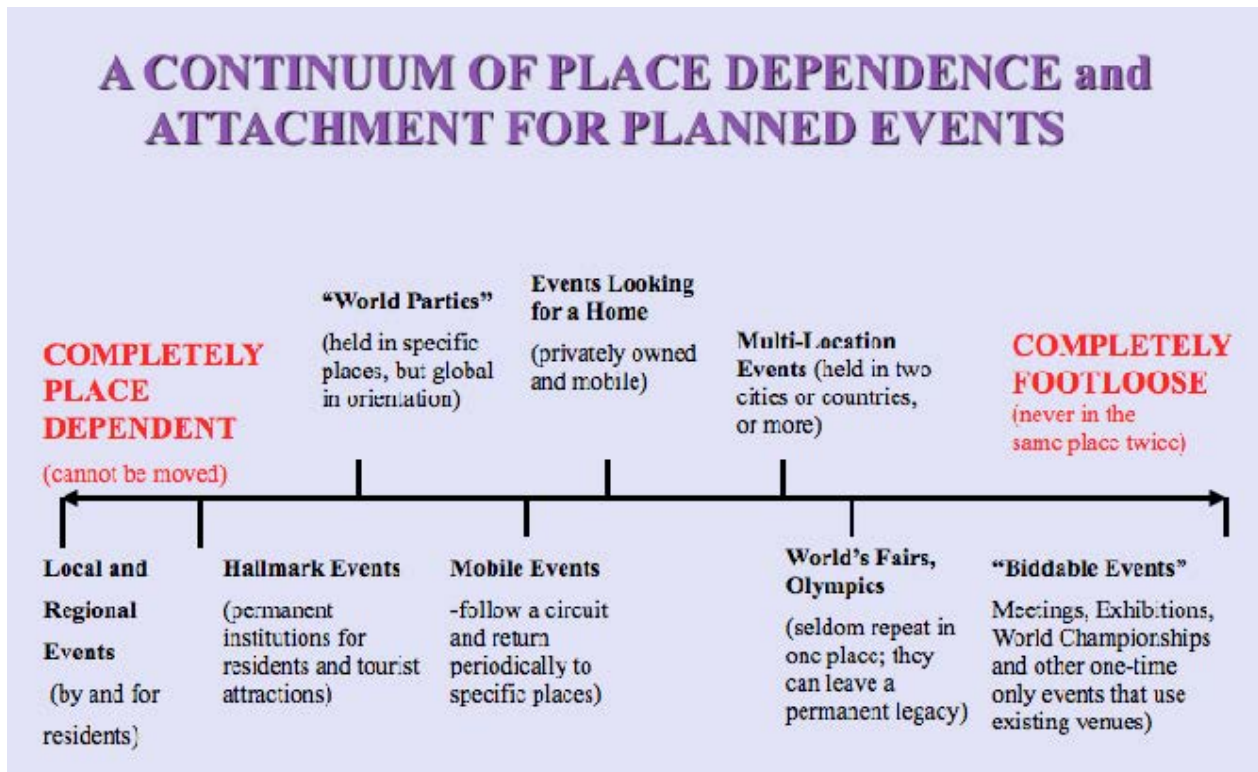 A CONTINUUM OF PLACE DEPENDENCE and
ATTACHMENT FOR PLANNED EVENTS
COMPLETELY
PLACE
DEPENDENT
(cannot be moved)
“World Parties”
(held in specific
places, but global
in orientation)
Events Looking
for a Home
(privately owned
and mobile)
Multi-Location
Events (held in two
cities or countries,
or more)
COMPLETELY
FOOTLOOSE
(never in the
same place twice)
Local and
Regional
Events
(by and for
residents)
Hallmark Events
(permanent
institutions for
residents and tourist
attractions)
Mobile Events
-follow a circuit
and return
periodically to
specific places)
World’s Fairs,
Olympics
(seldom repeat in
one place; they
can leave a
permanent legacy)
“Biddable Events”
Meetings, Exhibitions,
World Championships
and other one-time
only events that use
existing venues)